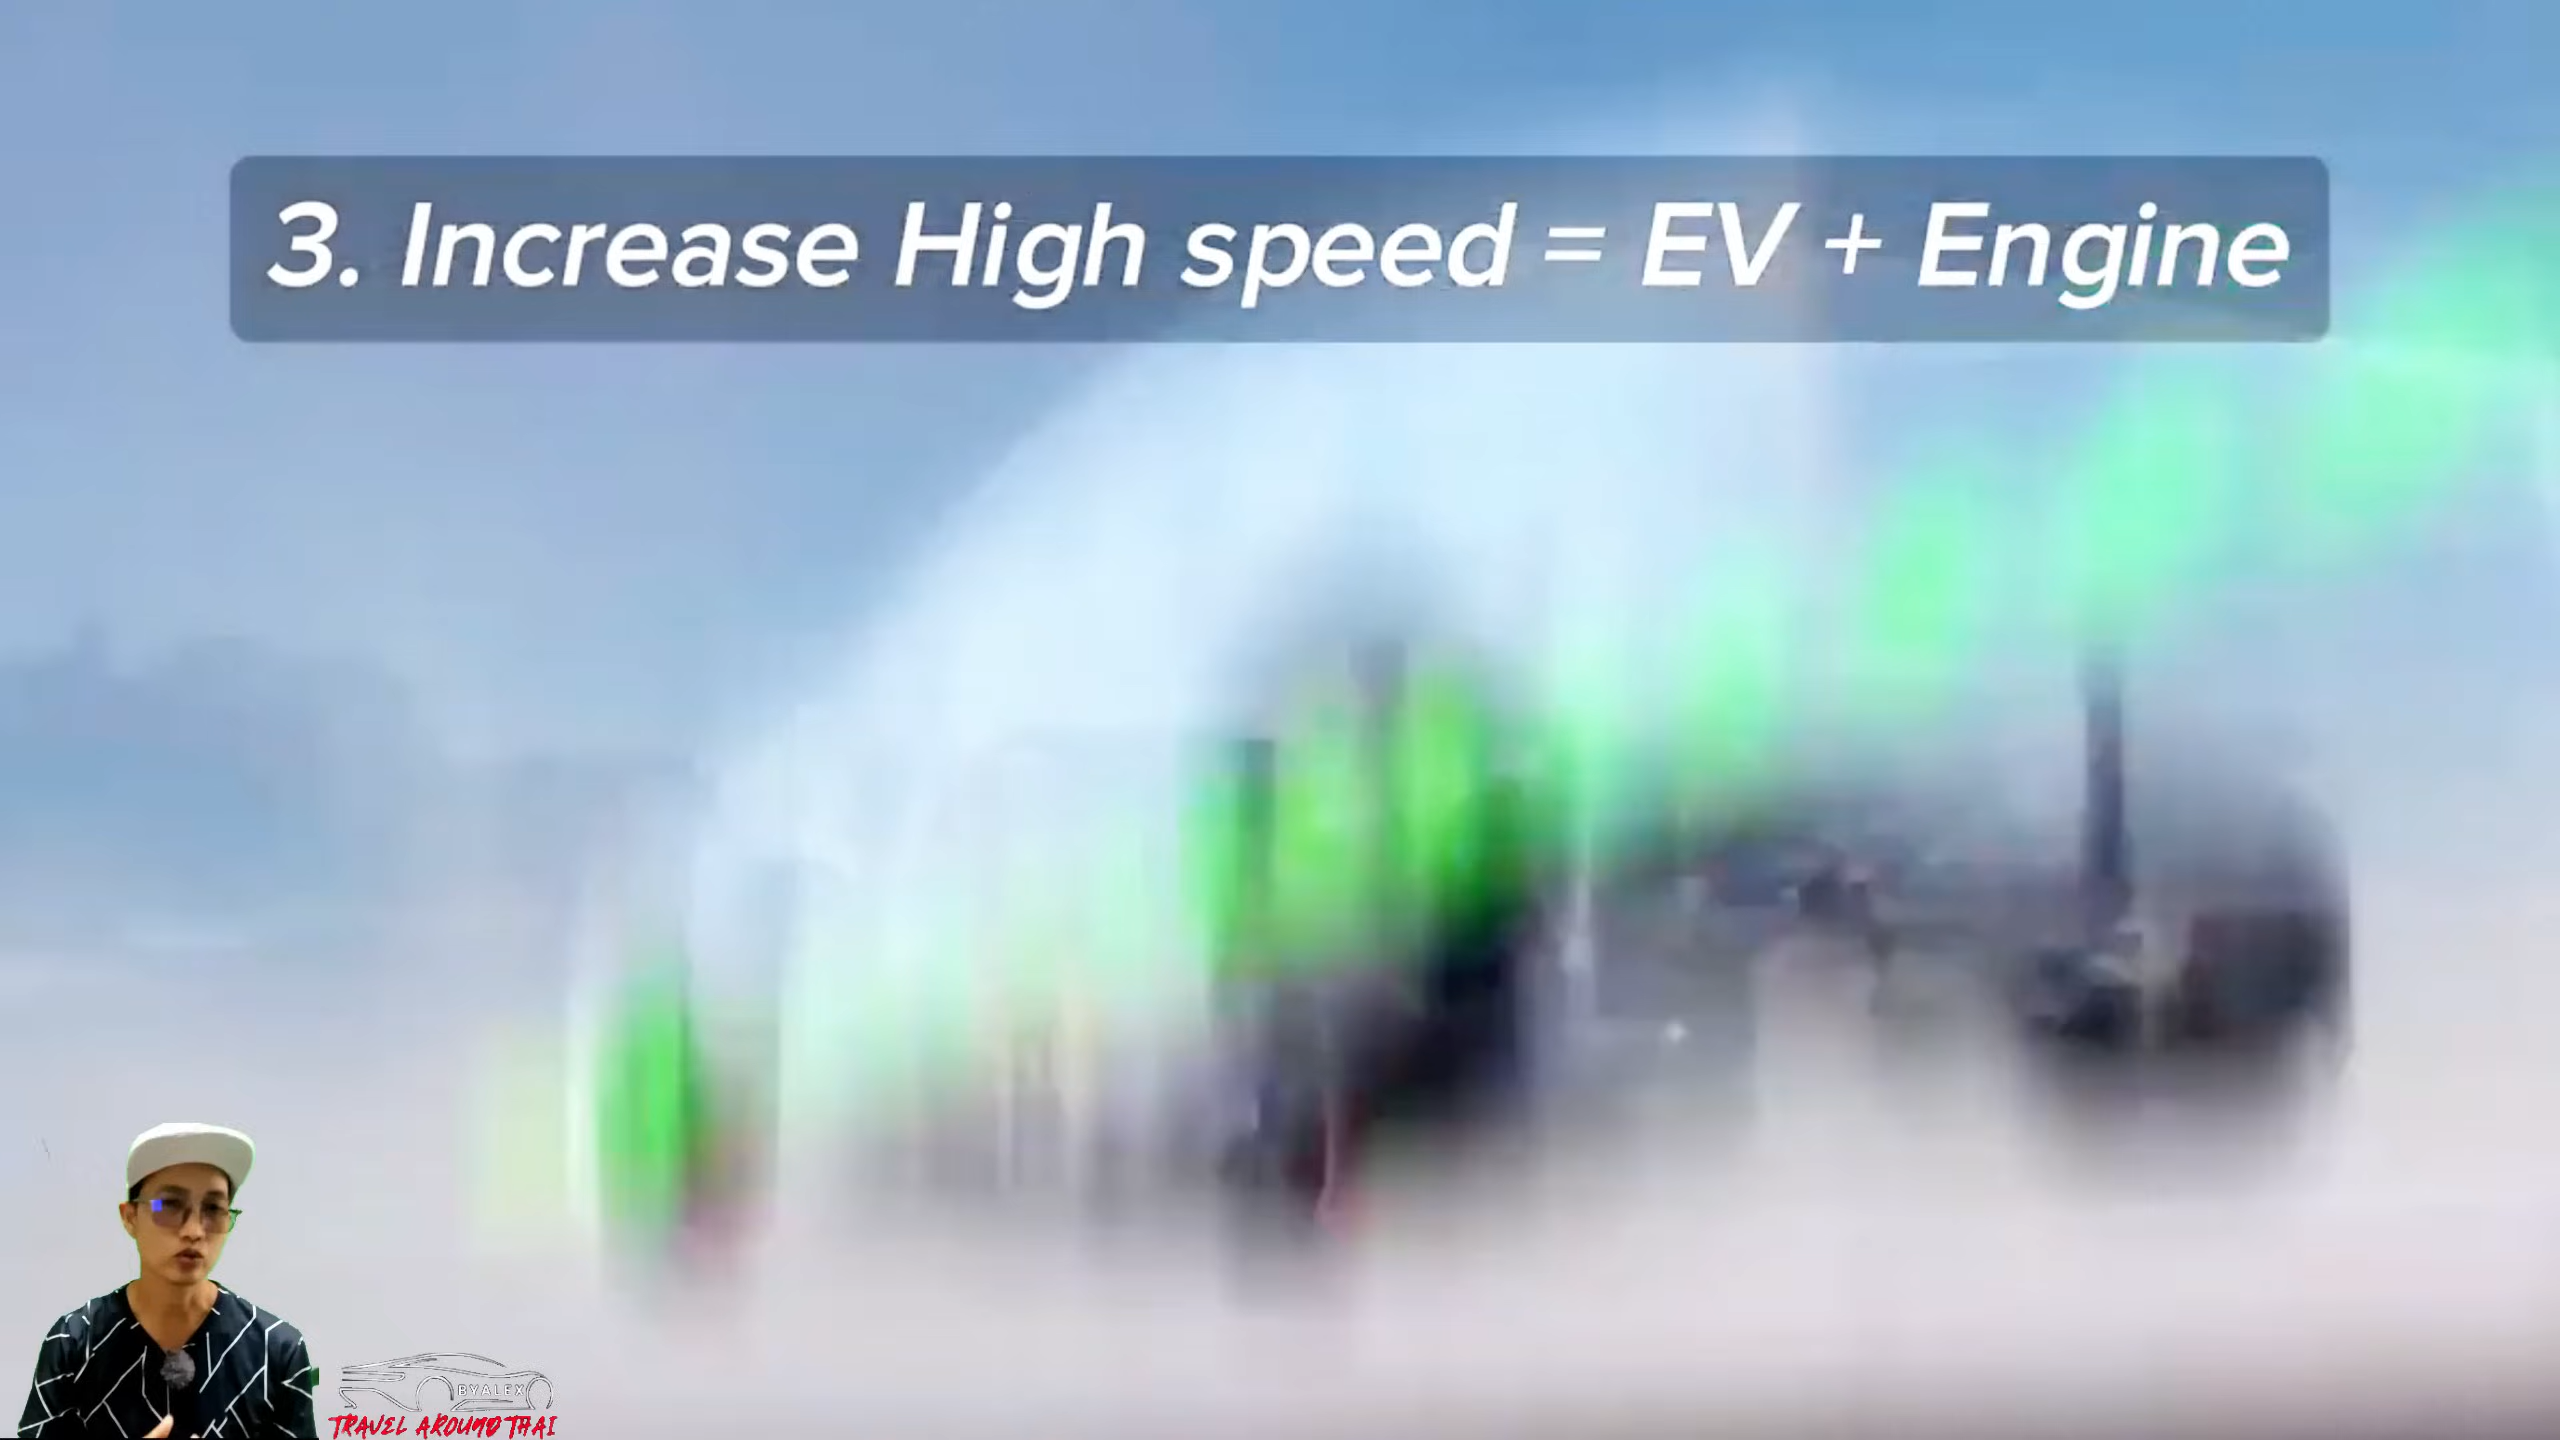 3. Increase High speed = EV + Engine
BYALEX
TRAVEL AROUND THAI